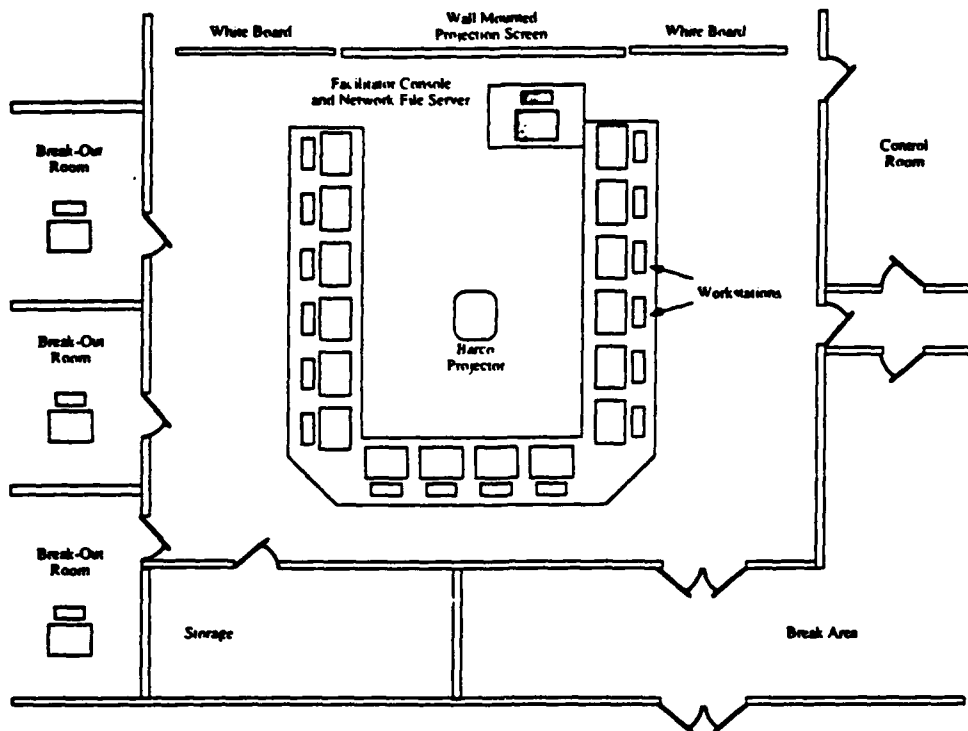 White Board
Wall Mounted
Projection Screen
White Board
Facilitator Console
and Network File Server
Break-Out
Room
Control
Room
Workstations
Break-Out
Room
Barco
Projector
Break-Out
Room
Storage
Break Area